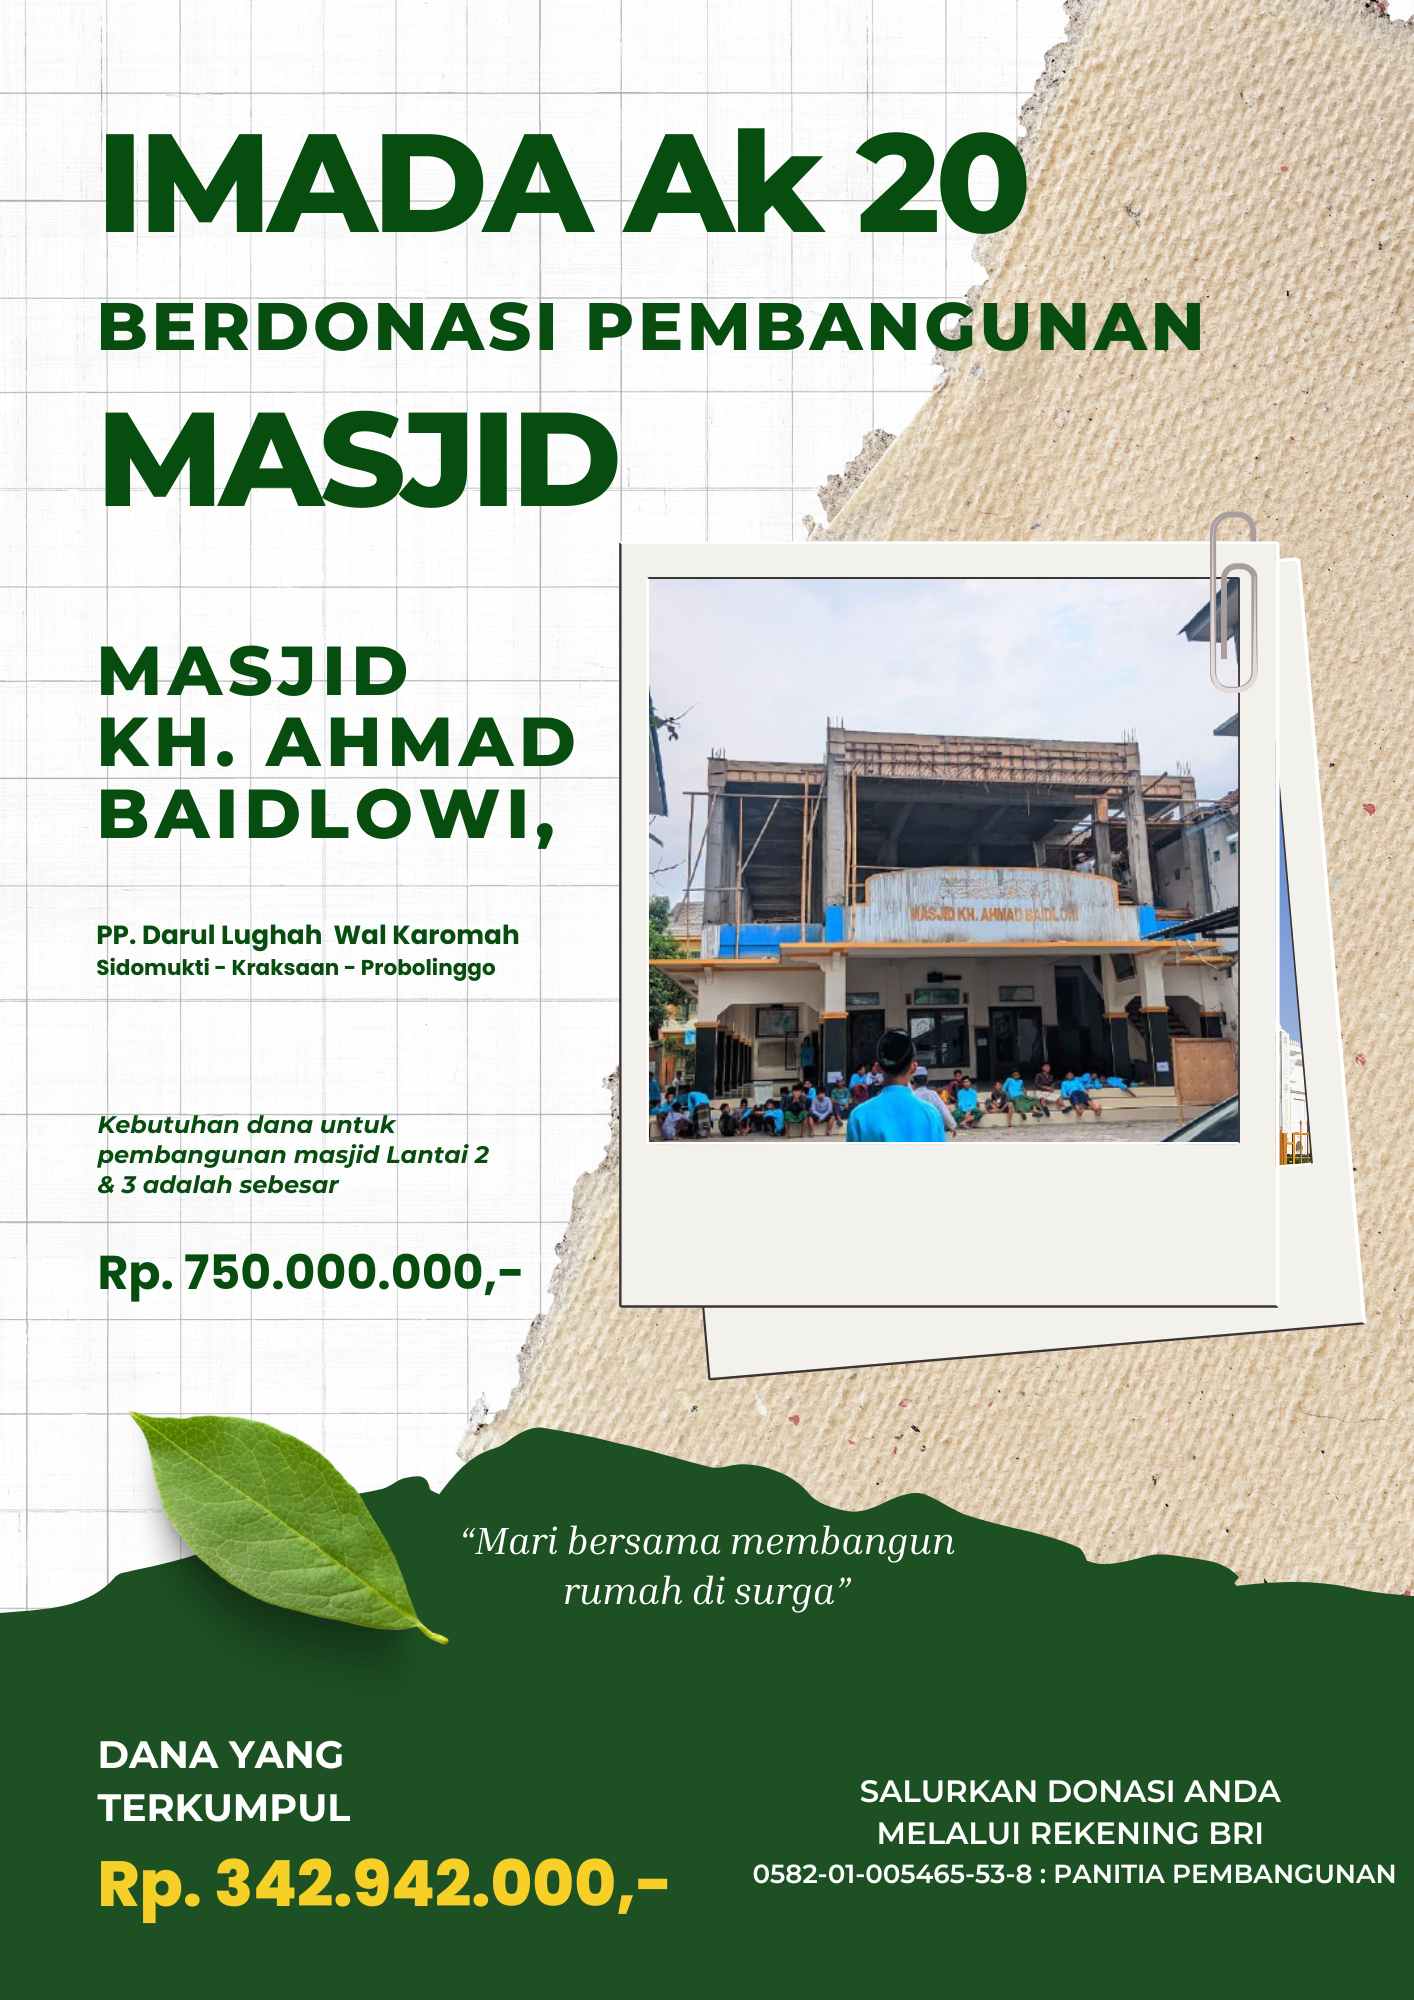 IMADA Ak 20
BERDONASI PEMBANGUNAN
MASJID
MASJID
KH. AHMAD
BAIDLOWI,
PP. Darul Lughah Wal Karomah
Sidomukti - Kraksaan - Probolinggo
Kebutuhan dana untuk
pembangunan masjid Lantai 2
& 3 adalah sebesar
Rp. 750.000.000,-
MASJID KH. AHMAD BAIDLOWI
“Mari bersama membangun
rumah di surga”
DANA YANG
TERKUMPUL
Rp. 342.942.000,-
SALURKAN DONASI ANDA
MELALUI REKENING BRI
0582-01-005465-53-8 : PANITIA PEMBANGUNAN